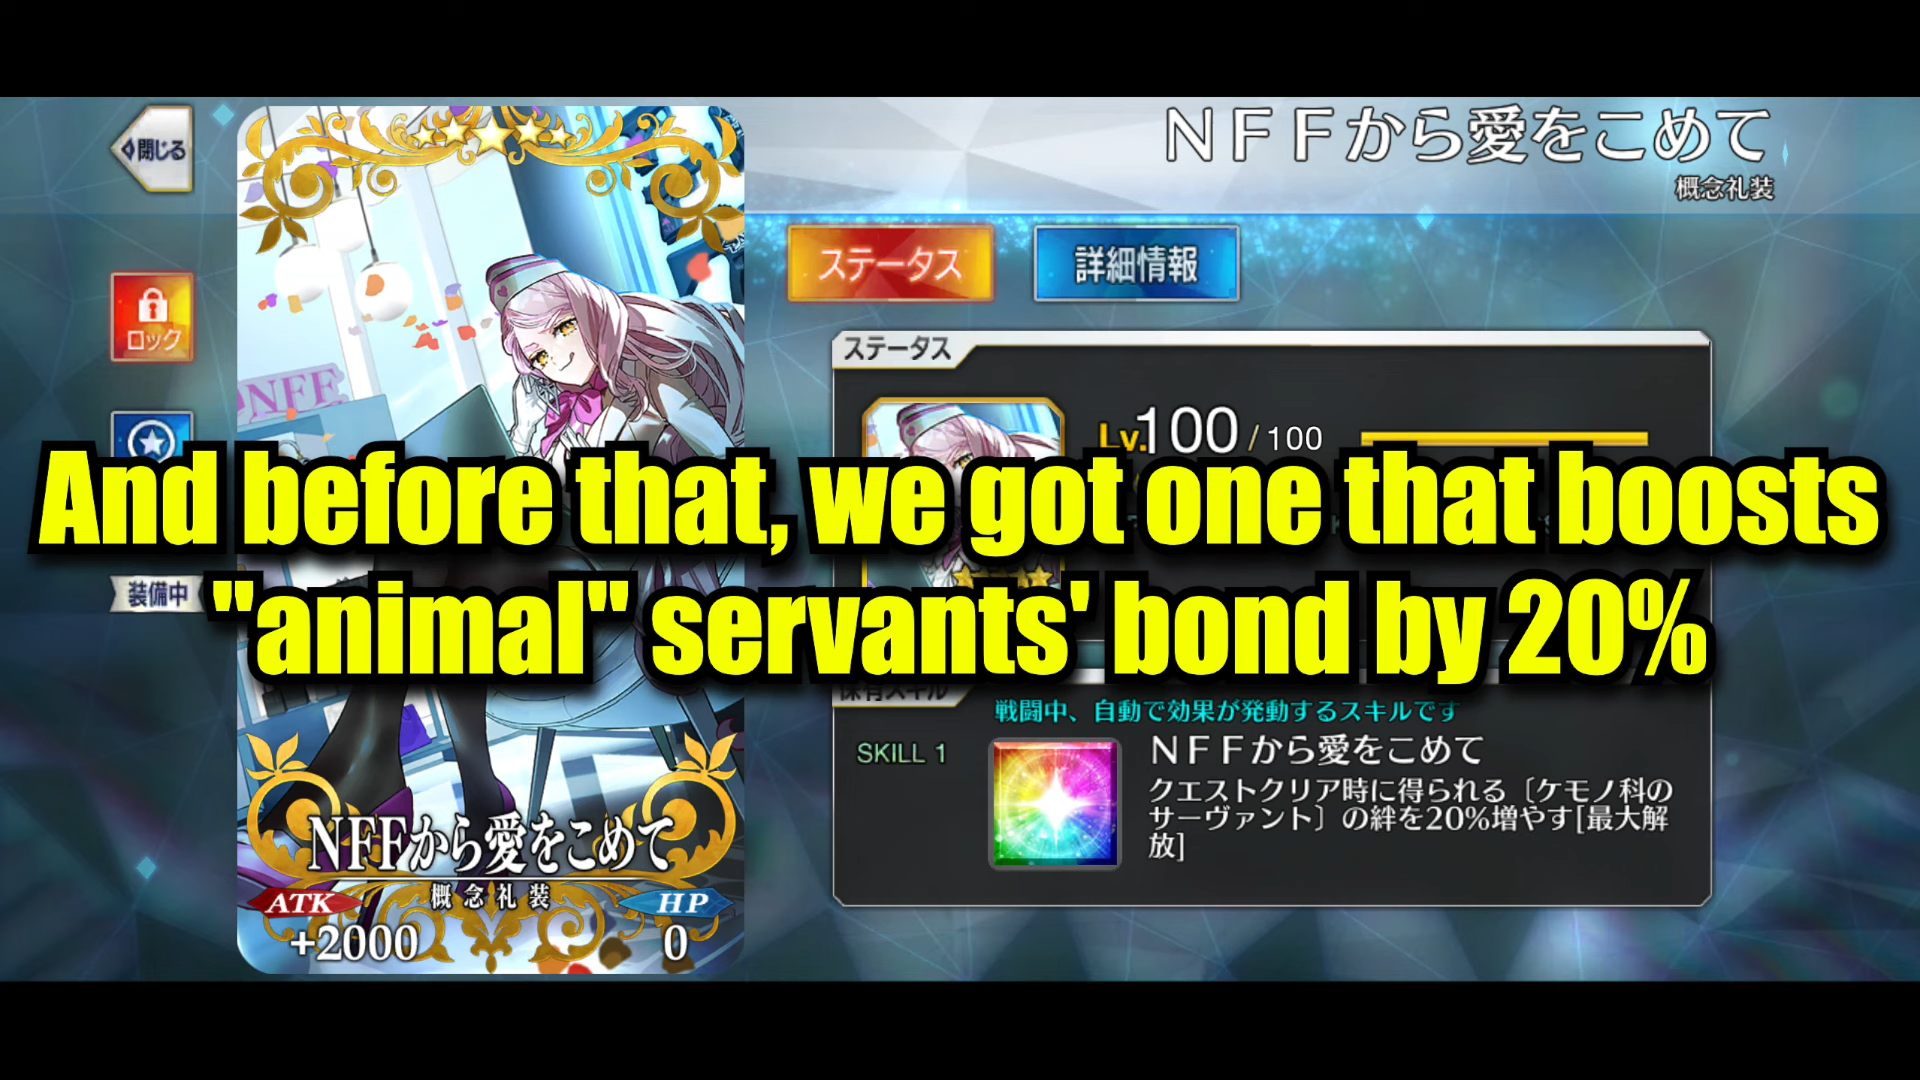 閉じる
NFFから愛をこめて
概念礼装
ステータス
詳細情報
ロック
NFF
ステータス
Lv.100/100
And before that, we got one that boosts
"animal" servants' bond by 20%
装備中
保有スキル
戦闘中、自動で効果が発動するスキルです
SKILL 1
NFFから愛をこめて
クエストクリア時に得られる〔ケモノ科の
サーヴァント〕の絆を20%増やす[最大解
放]
NFFから愛をこめて
概念礼装
ATK
HP
+2000
0